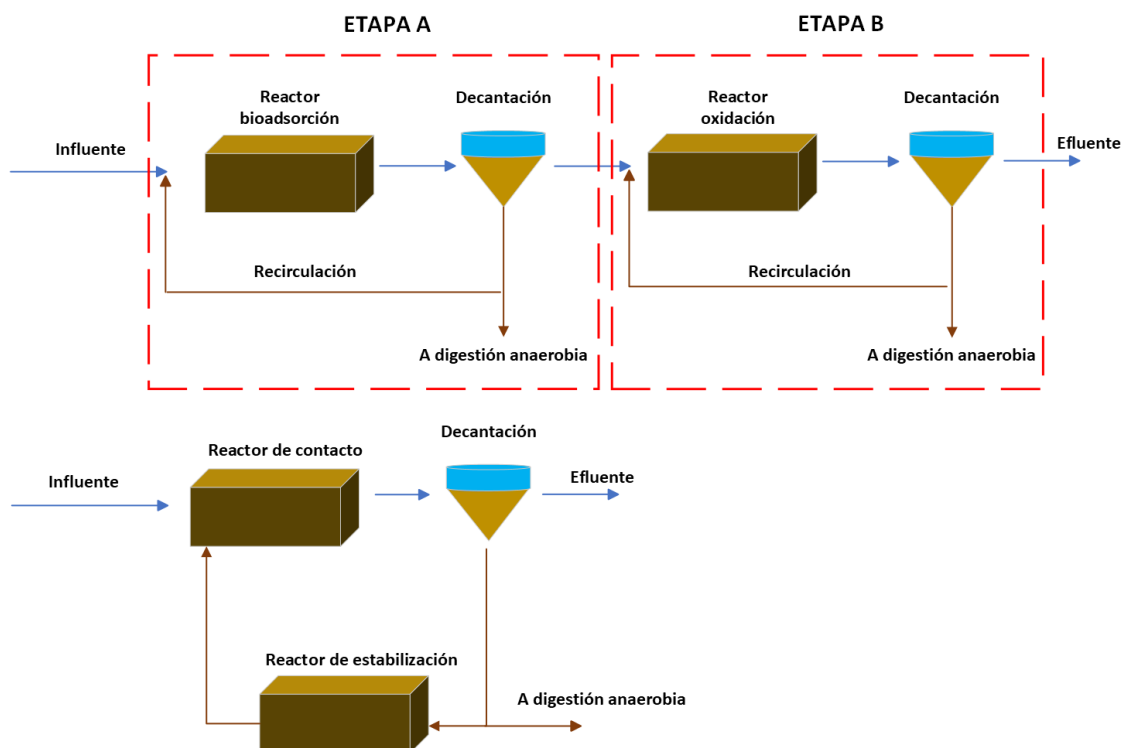 ETAPA A
ETAPA B
Reactor
bioadsorción
Decantación
Reactor
oxidación
Decantación
Influente
Efluente
Recirculación
Recirculación
A digestión anaerobia
A digestión anaerobia
Decantación
Reactor de contacto
Influente
Efluente
Reactor de estabilización
A digestión anaerobia